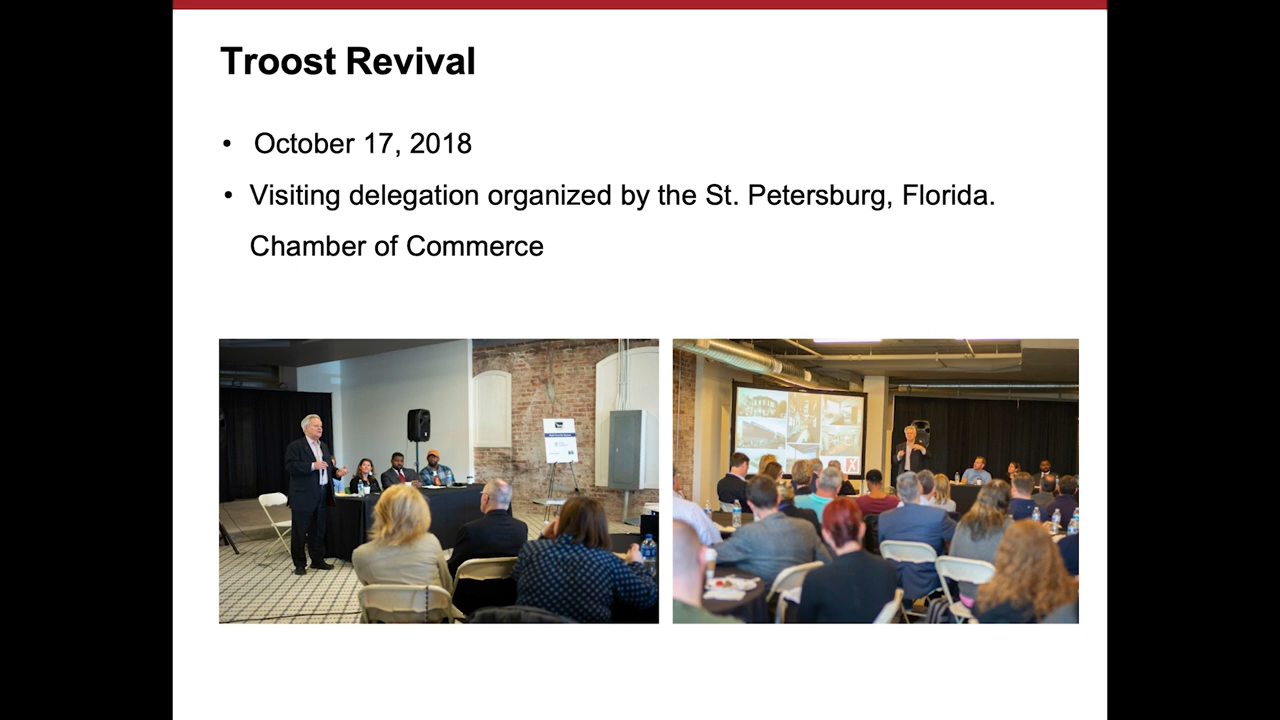 Troost Revival
• October 17, 2018
• Visiting delegation organized by the St. Petersburg, Florida.
Chamber of Commerce